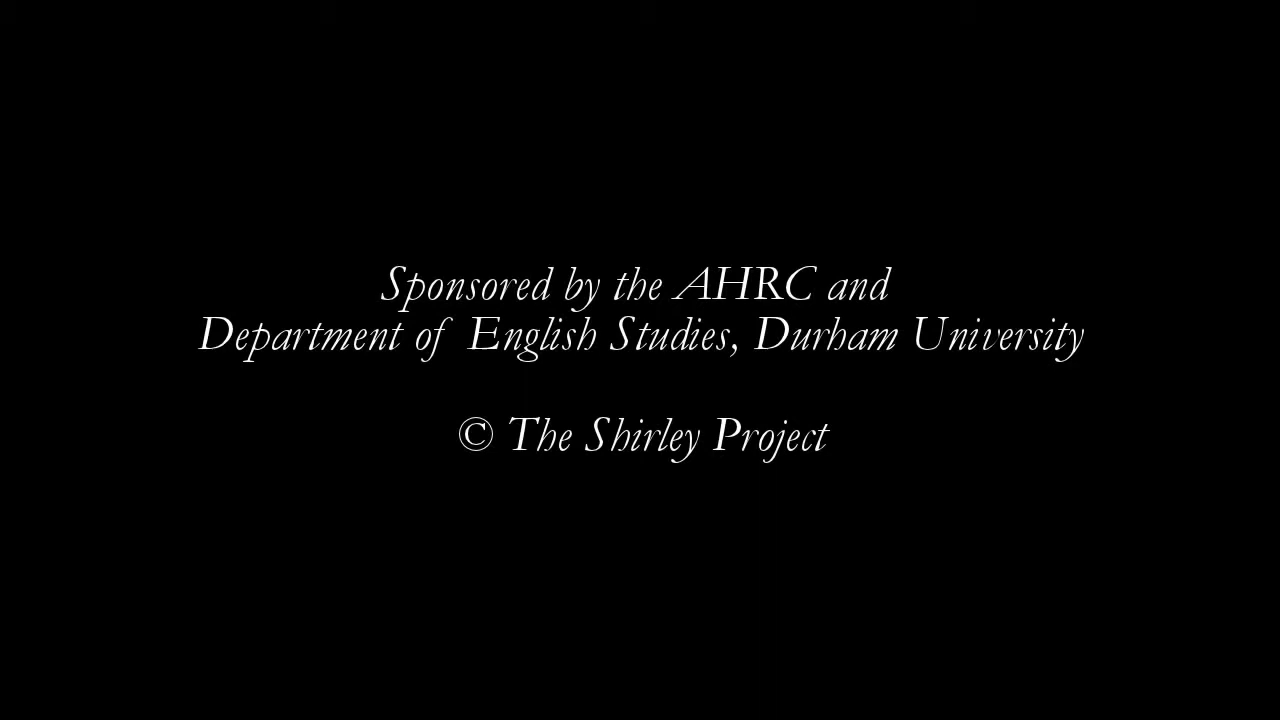 Sponsored by the AHRC and
Department of English Studies, Durham University
© The Shirley Project